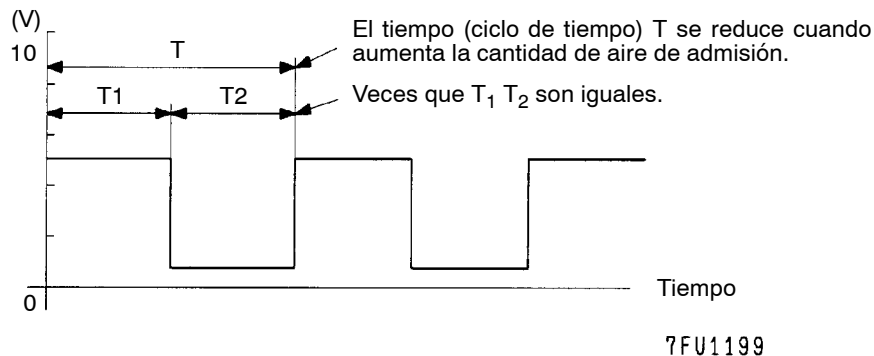 (V)
10
T
El tiempo (ciclo de tiempo) T se reduce cuando
aumenta la cantidad de aire de admisión.
T1
T2
Veces que T₁ T₂ son iguales.
0
Tiempo
7FU1199